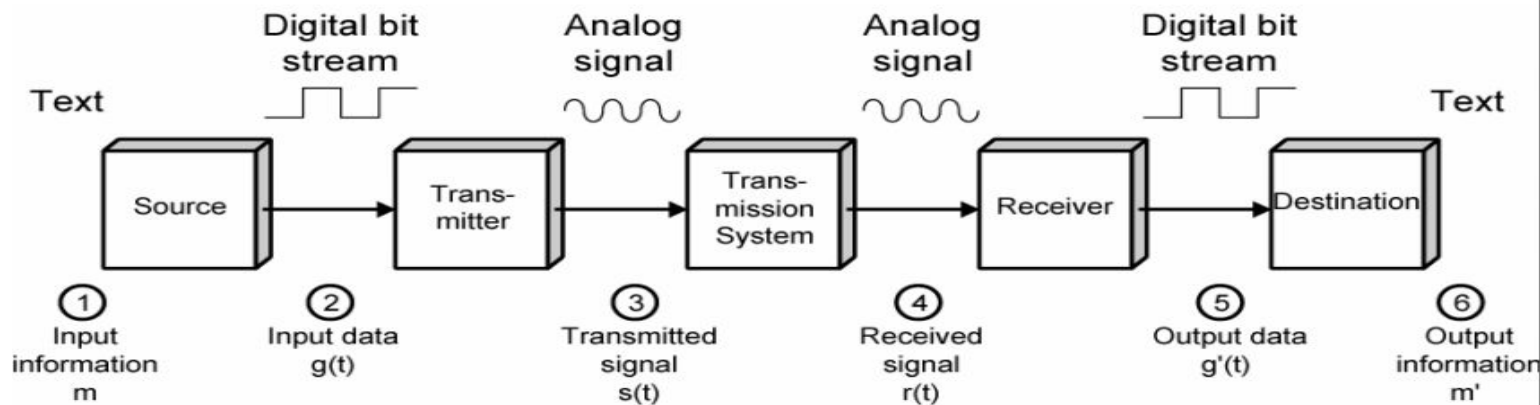 Text
Digital bit
stream
Analog
signal
Analog
signal
Digital bit
stream
Text
Source
Trans-
mitter
Trans-
mission
System
Receiver
Destination
1
Input
information
m
2
Input data
g(t)
3
Transmitted
signal
s(t)
4
Received
signal
r(t)
5
Output data
g'(t)
6
Output
information
m'